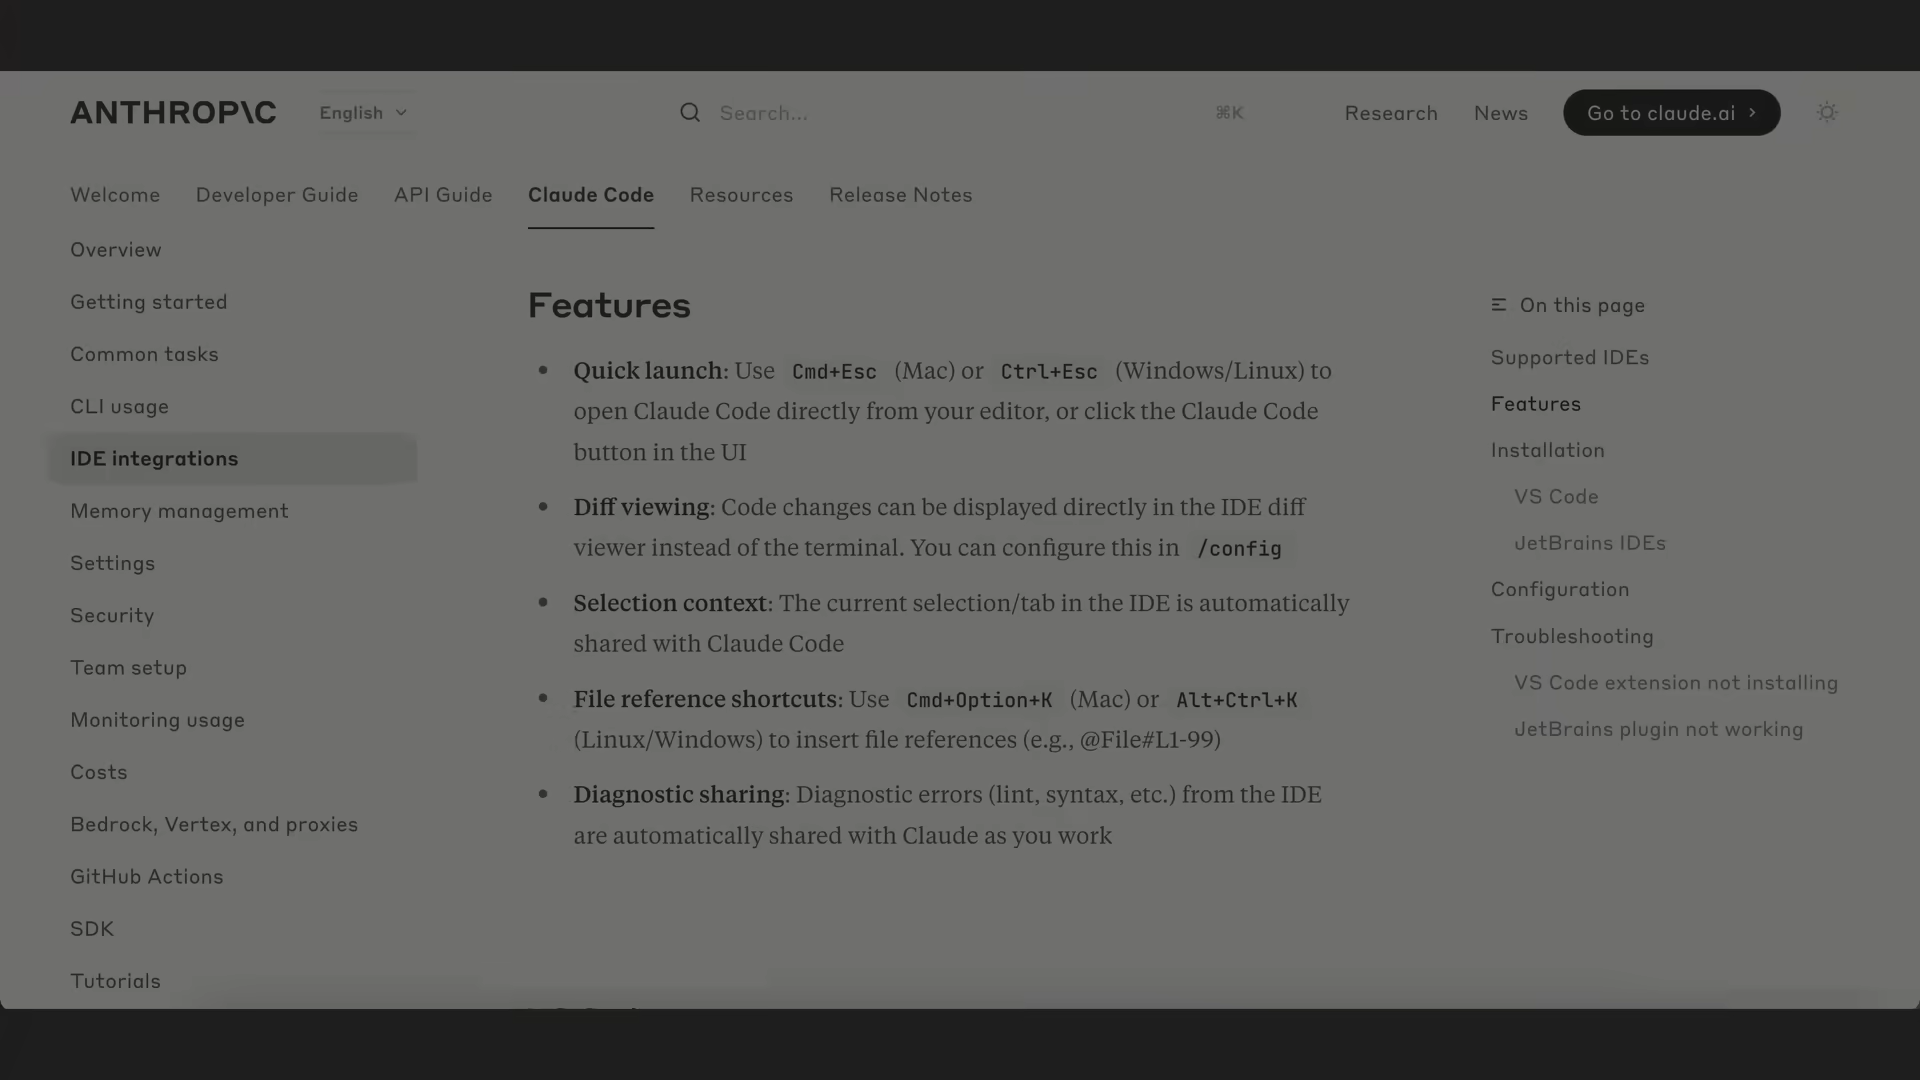 ANTHROP\C
English
Search...
⌘K
Research
News
Go to claude.ai
Welcome
Developer Guide
API Guide
Claude Code
Resources
Release Notes
Overview
Getting started
Common tasks
CLI usage
IDE integrations
Memory management
Settings
Security
Team setup
Monitoring usage
Costs
Bedrock, Vertex, and proxies
GitHub Actions
SDK
Tutorials
Features
Quick launch: Use Cmd+Esc (Mac) or Ctrl+Esc (Windows/Linux) to
open Claude Code directly from your editor, or click the Claude Code
button in the UI
Diff viewing: Code changes can be displayed directly in the IDE diff
viewer instead of the terminal. You can configure this in /config
Selection context: The current selection/tab in the IDE is automatically
shared with Claude Code
File reference shortcuts: Use Cmd+Option+K (Mac) or Alt+Ctrl+K
(Linux/Windows) to insert file references (e.g., @File#L1-99)
Diagnostic sharing: Diagnostic errors (lint, syntax, etc.) from the IDE
are automatically shared with Claude as you work
On this page
Supported IDEs
Features
Installation
VS Code
JetBrains IDEs
Configuration
Troubleshooting
VS Code extension not installing
JetBrains plugin not working